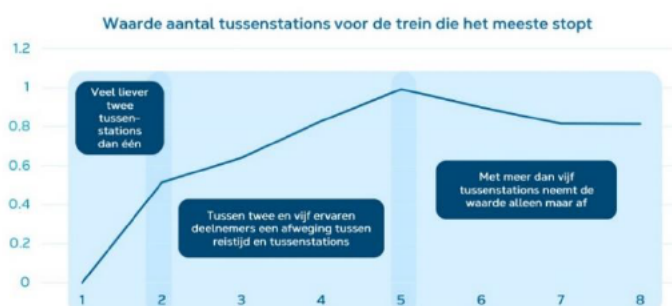 Waarde aantal tussenstations voor de trein die het meeste stopt
1.2
1
0.8
0.6
0.4
0.2
0
Veel liever
twee
tussen-
stations
dan één
Tussen twee en vijf ervaren
deelnemers een afweging tussen
reistijd en tussenstations
Met meer dan vijf
tussenstations neemt de
waarde alleen maar af
1 2 3 4 5 6 7 8